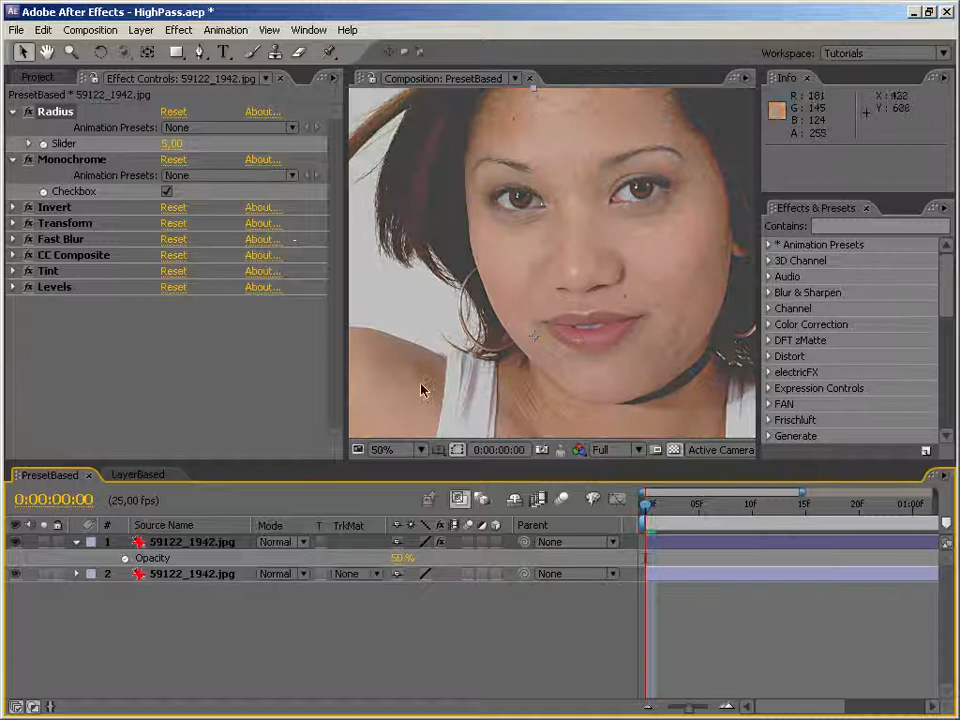 Adobe After Effects - HighPass.aep *
File Edit Composition Layer Effect Animation View Window Help
Workspace: Tutorials
Project Effect Controls: 59122_1942.jpg
Composition: PresetBased
Info
PresetBased * 59122_1942.jpg
Radius Reset About...
Animation Presets: None
Slider 5,00
Monochrome Reset About...
Animation Presets: None
Checkbox
Invert Reset About...
Transform Reset About...
Fast Blur Reset About...
CC Composite Reset About...
Tint Reset About...
Levels Reset About...
R: 181
G: 145
B: 124
A: 255
Effects & Presets
Contains:
* Animation Presets
3D Channel
Audio
Blur & Sharpen
Channel
Color Correction
DFT zMatte
Distort
electricFX
Expression Controls
FAN
Frischluft
Generate
50% 0:00:00:00 Full Active Camera
PresetBased LayerBased
0:00:00:00 (25,00 fps)
05F 10F 15F 20F 01:00F
# Source Name Mode T TrkMat Parent
1 59122_1942.jpg Normal None
Opacity 50 %
2 59122_1942.jpg Normal None None